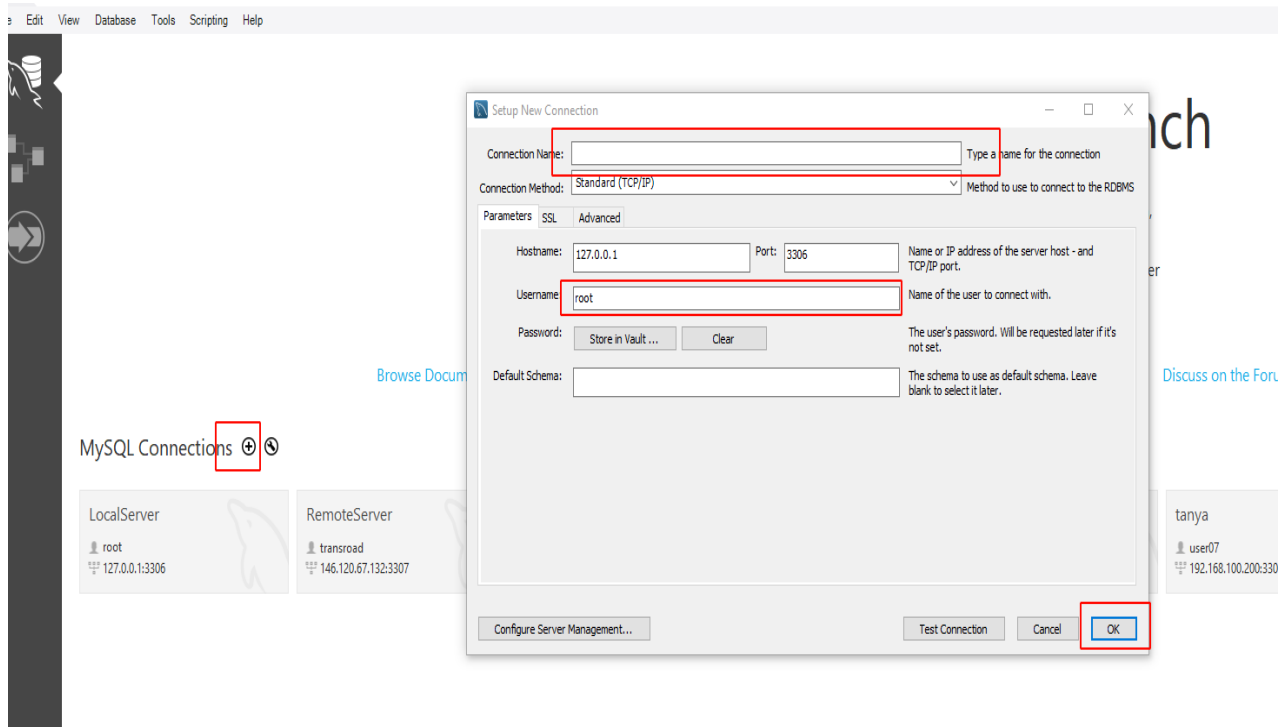 Edit View Database Tools Scripting Help
Setup New Connection
Connection Name: Type a name for the connection
Connection Method: Standard (TCP/IP) Method to use to connect to the RDBMS
Parameters SSL Advanced
Hostname: 127.0.0.1 Port: 3306 Name or IP address of the server host - and
TCP/IP port.
Username root Name of the user to connect with.
Password: Store in Vault ... Clear The user's password. Will be requested later if it's
not set.
Default Schema: The schema to use as default schema. Leave
blank to select it later.
Configure Server Management... Test Connection Cancel OK
nch
er
Browse Docum
Discuss on the Foru
MySQL Connections
LocalServer
root
127.0.0.1:3306
RemoteServer
transroad
146.120.67.132:3307
tanya
user07
192.168.100.200:330